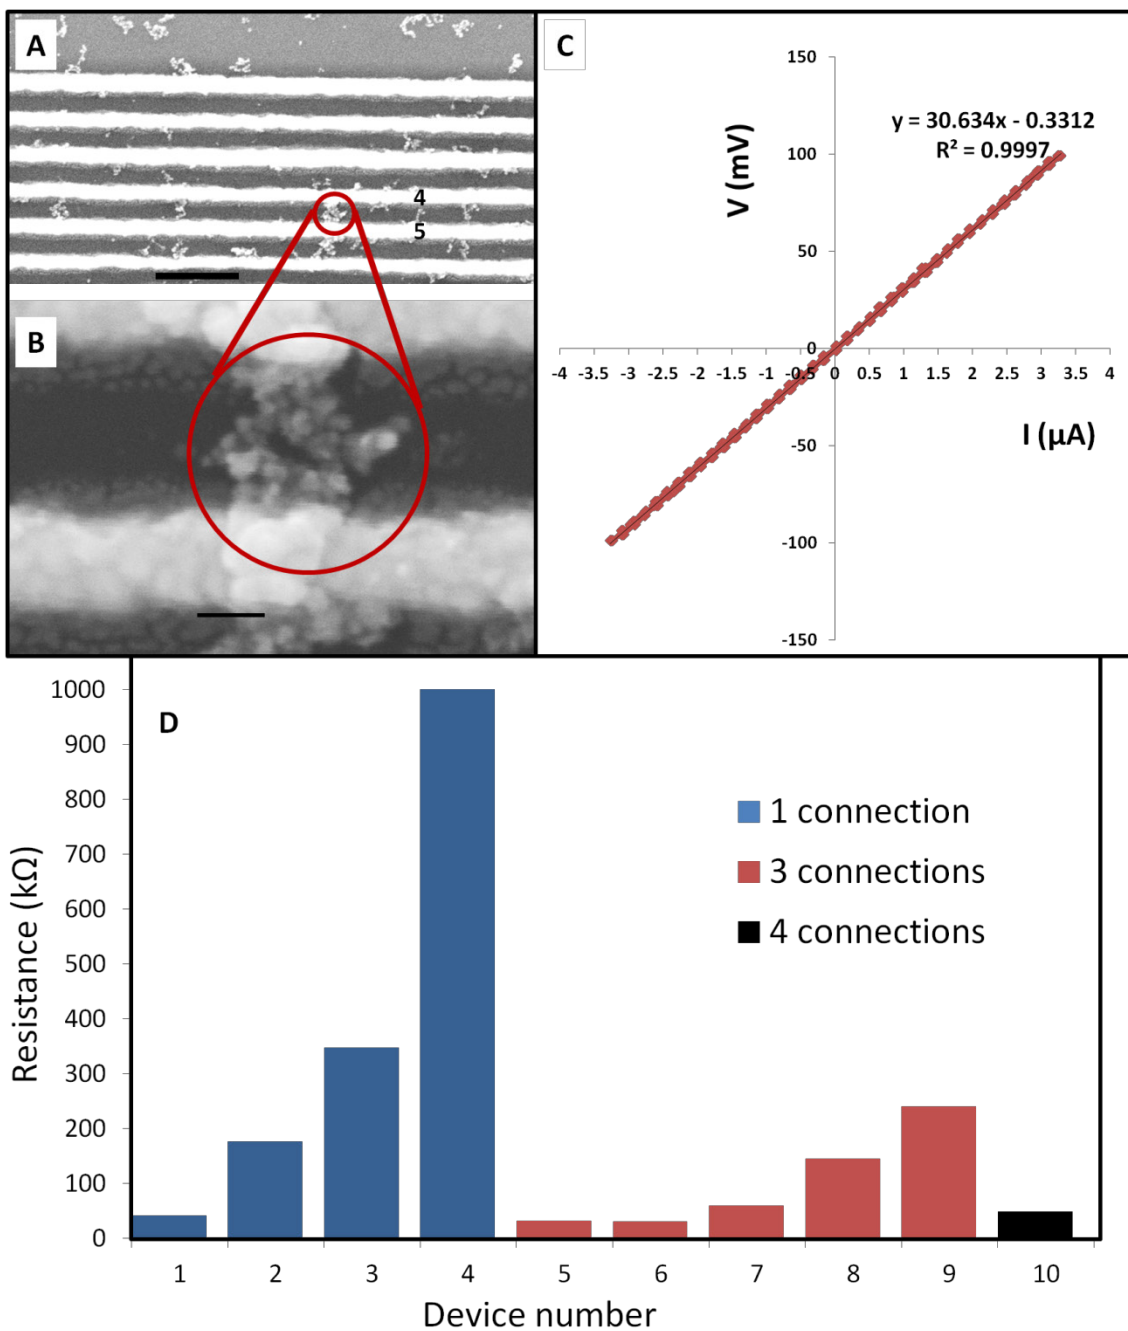 A
4
5
B
C
V (mV)
y = 30.634x - 0.3312
R² = 0.9997
150
100
50
0
-50
-100
-150
-4 -3.5 -3 -2.5 -2 -1.5 -1 -0.5 0 0.5 1 1.5 2 2.5 3 3.5 4
I (µA)
D
Resistance (kΩ)
1000
900
800
700
600
500
400
300
200
100
0
1 connection
3 connections
4 connections
1 2 3 4 5 6 7 8 9 10
Device number